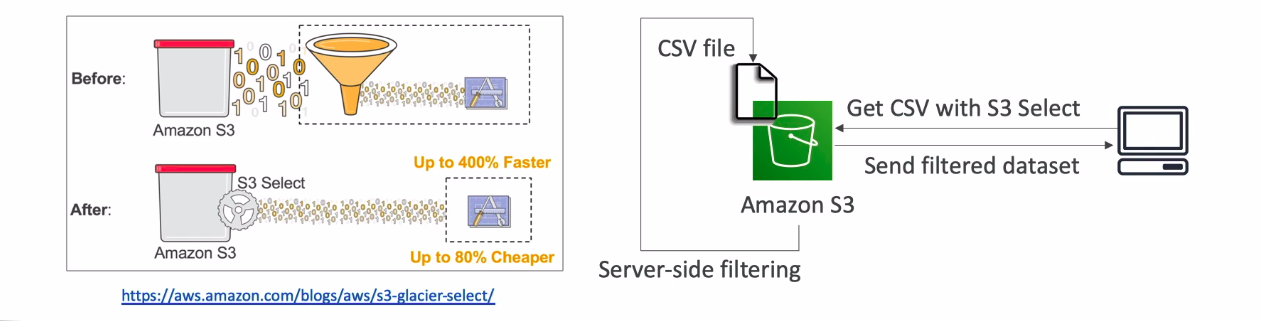 Before:
Amazon S3
Up to 400% Faster
S3 Select
After:
Amazon S3
Up to 80% Cheaper
https://aws.amazon.com/blogs/aws/s3-glacier-select/
CSV file
Get CSV with S3 Select
Send filtered dataset
Amazon S3
Server-side filtering